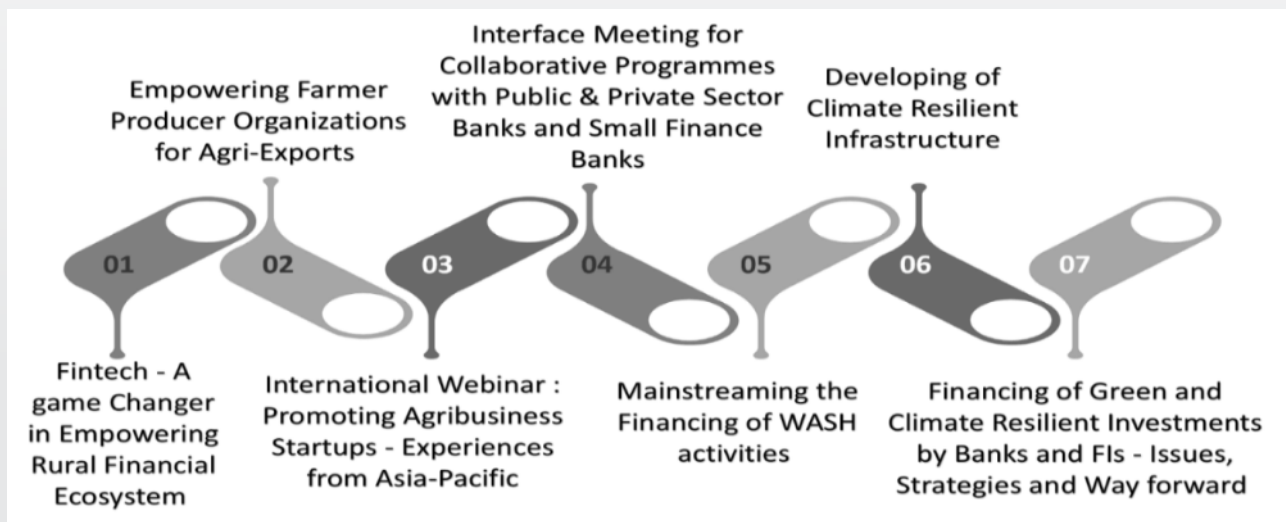 01
Fintech - A
game Changer
in Empowering
Rural Financial
Ecosystem
02
Empowering Farmer
Producer Organizations
for Agri-Exports
03
International Webinar :
Promoting Agribusiness
Startups - Experiences
from Asia-Pacific
04
Interface Meeting for
Collaborative Programmes
with Public & Private Sector
Banks and Small Finance
Banks
05
Mainstreaming the
Financing of WASH
activities
06
Developing of
Climate Resilient
Infrastructure
07
Financing of Green and
Climate Resilient Investments
by Banks and FIs - Issues,
Strategies and Way forward